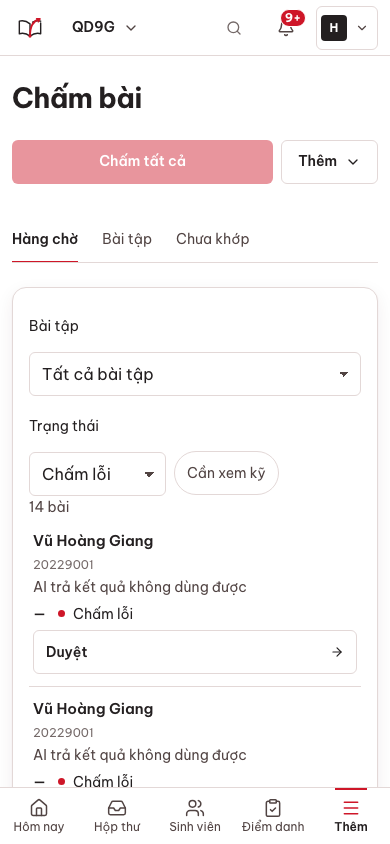 QD9G
9+
H
Chấm bài
Chấm tất cả
Thêm
Hàng chờ
Bài tập
Chưa khớp
Bài tập
Tất cả bài tập
Trạng thái
Chấm lỗi
Cần xem kỹ
14 bài
Vũ Hoàng Giang
20229001
AI trả kết quả không dùng được
— Chấm lỗi
Duyệt
Vũ Hoàng Giang
20229001
AI trả kết quả không dùng được
— Chấm lỗi
Hôm nay
Hộp thư
Sinh viên
Điểm danh
Thêm